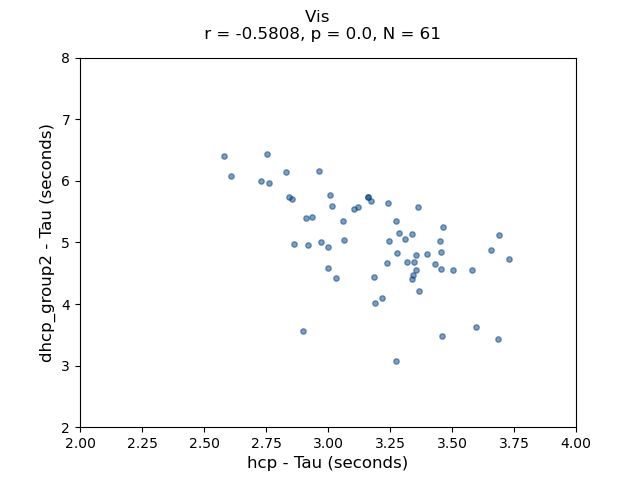 Vis
r = -0.5808, p = 0.0, N = 61
8
7
6
5
4
3
2
dhcp_group2 - Tau (seconds)
2.00 2.25 2.50 2.75 3.00 3.25 3.50 3.75 4.00
hcp - Tau (seconds)